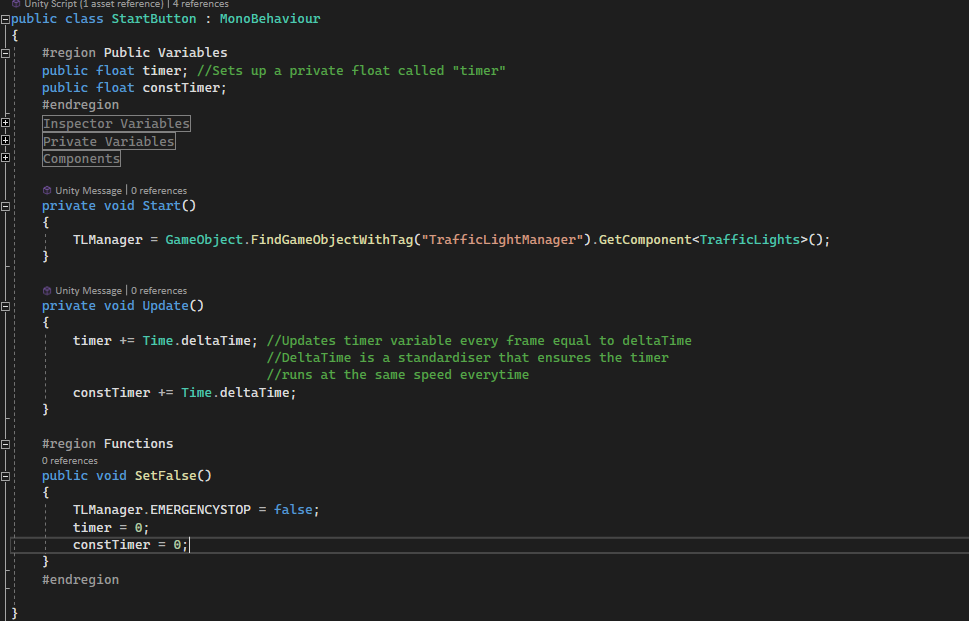 Unity Script (1 asset reference) | 4 references
public class StartButton : MonoBehaviour
{
#region Public Variables
public float timer; //Sets up a private float called "timer"
public float constTimer;
#endregion
Inspector Variables
Private Variables
Components
Unity Message | 0 references
private void Start()
{
TLManager = GameObject.FindGameObjectWithTag("TrafficLightManager").GetComponent<TrafficLights>();
}
Unity Message | 0 references
private void Update()
{
timer += Time.deltaTime; //Updates timer variable every frame equal to deltaTime
//DeltaTime is a standardiser that ensures the timer
//runs at the same speed everytime
constTimer += Time.deltaTime;
}
#region Functions
0 references
public void SetFalse()
{
TLManager.EMERGENCYSTOP = false;
timer = 0;
constTimer = 0;
}
#endregion
}